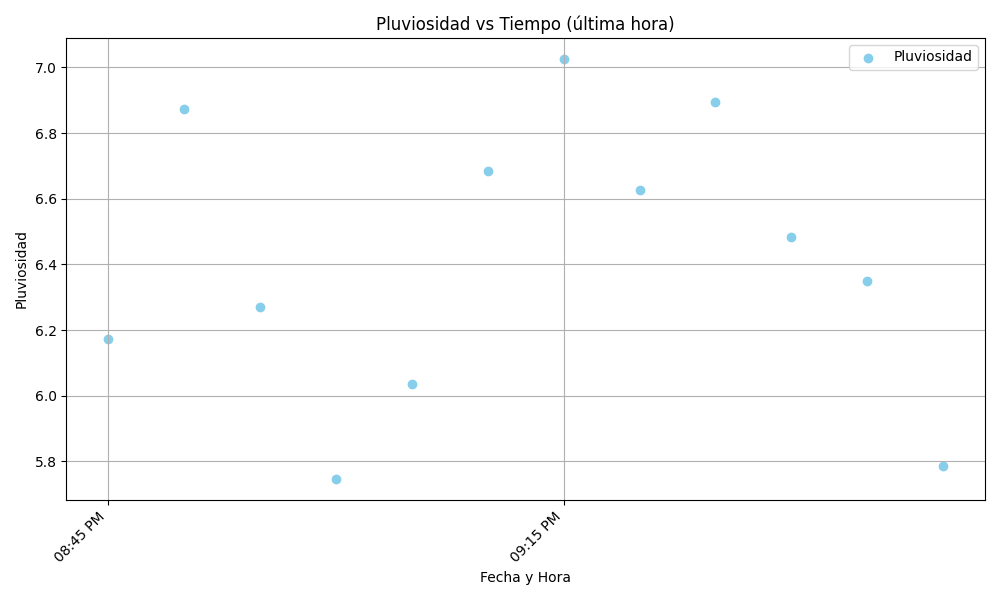 Pluviosidad vs Tiempo (última hora)
Pluviosidad
7.0
6.8
6.6
6.4
6.2
6.0
5.8
Pluviosidad
08:45 PM
09:15 PM
Fecha y Hora